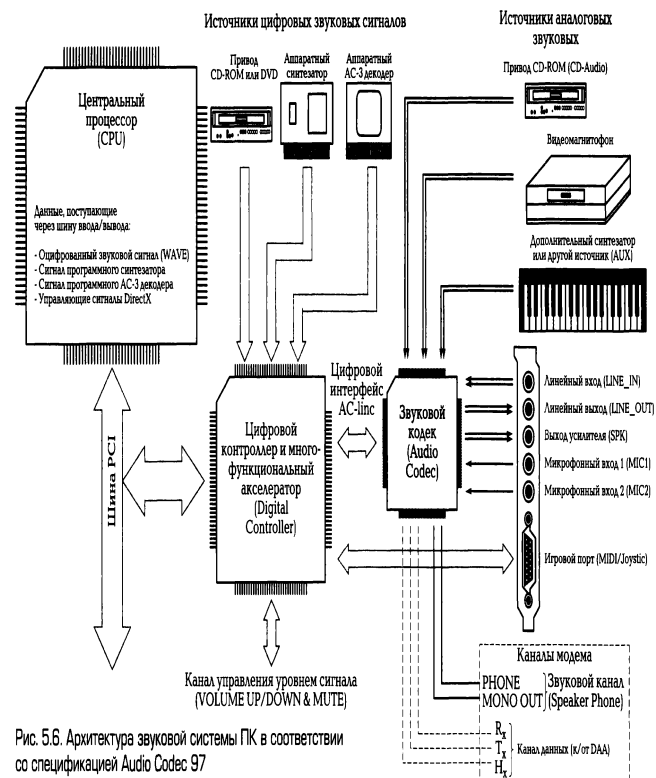 Источники цифровых звуковых сигналов
Источники аналоговых
звуковых
Привод
CD-ROM или DVD
Аппаратный
синтезатор
Аппаратный
AC-3 декодер
Привод CD-ROM (CD-Audio)
Центральный
процессор
(CPU)
Данные, поступающие
через шину ввода/вывода:
- Оцифрованный звуковой сигнал (WAVE)
- Сигнал программного синтезатора
- Сигнал программного AC-3 декодера
- Управляющие сигналы DirectX
Видеомагнитофон
Дополнительный синтезатор
или другой источник (AUX)
Шина PCI
Цифровой
контроллер и много-
функциональный
акселератор
(Digital
Controller)
Цифровой
интерфейс
AC-linc
Звуковой
кодек
(Audio
Codec)
Линейный вход (LINE_IN)
Линейный выход (LINE_OUT)
Выход усилителя (SPK)
Микрофонный вход 1 (MIC1)
Микрофонный вход 2 (MIC2)
Игровой порт (MIDI/Joystic)
Канал управления уровнем сигнала
(VOLUME UP/DOWN & MUTE)
Каналы модема
PHONE
MONO OUT
Звуковой канал
(Speaker Phone)
Rx
Tx
Hx
Канал данных (к/от DAA)
Рис. 5.6. Архитектура звуковой системы ПК в соответствии
со спецификацией Audio Codec 97